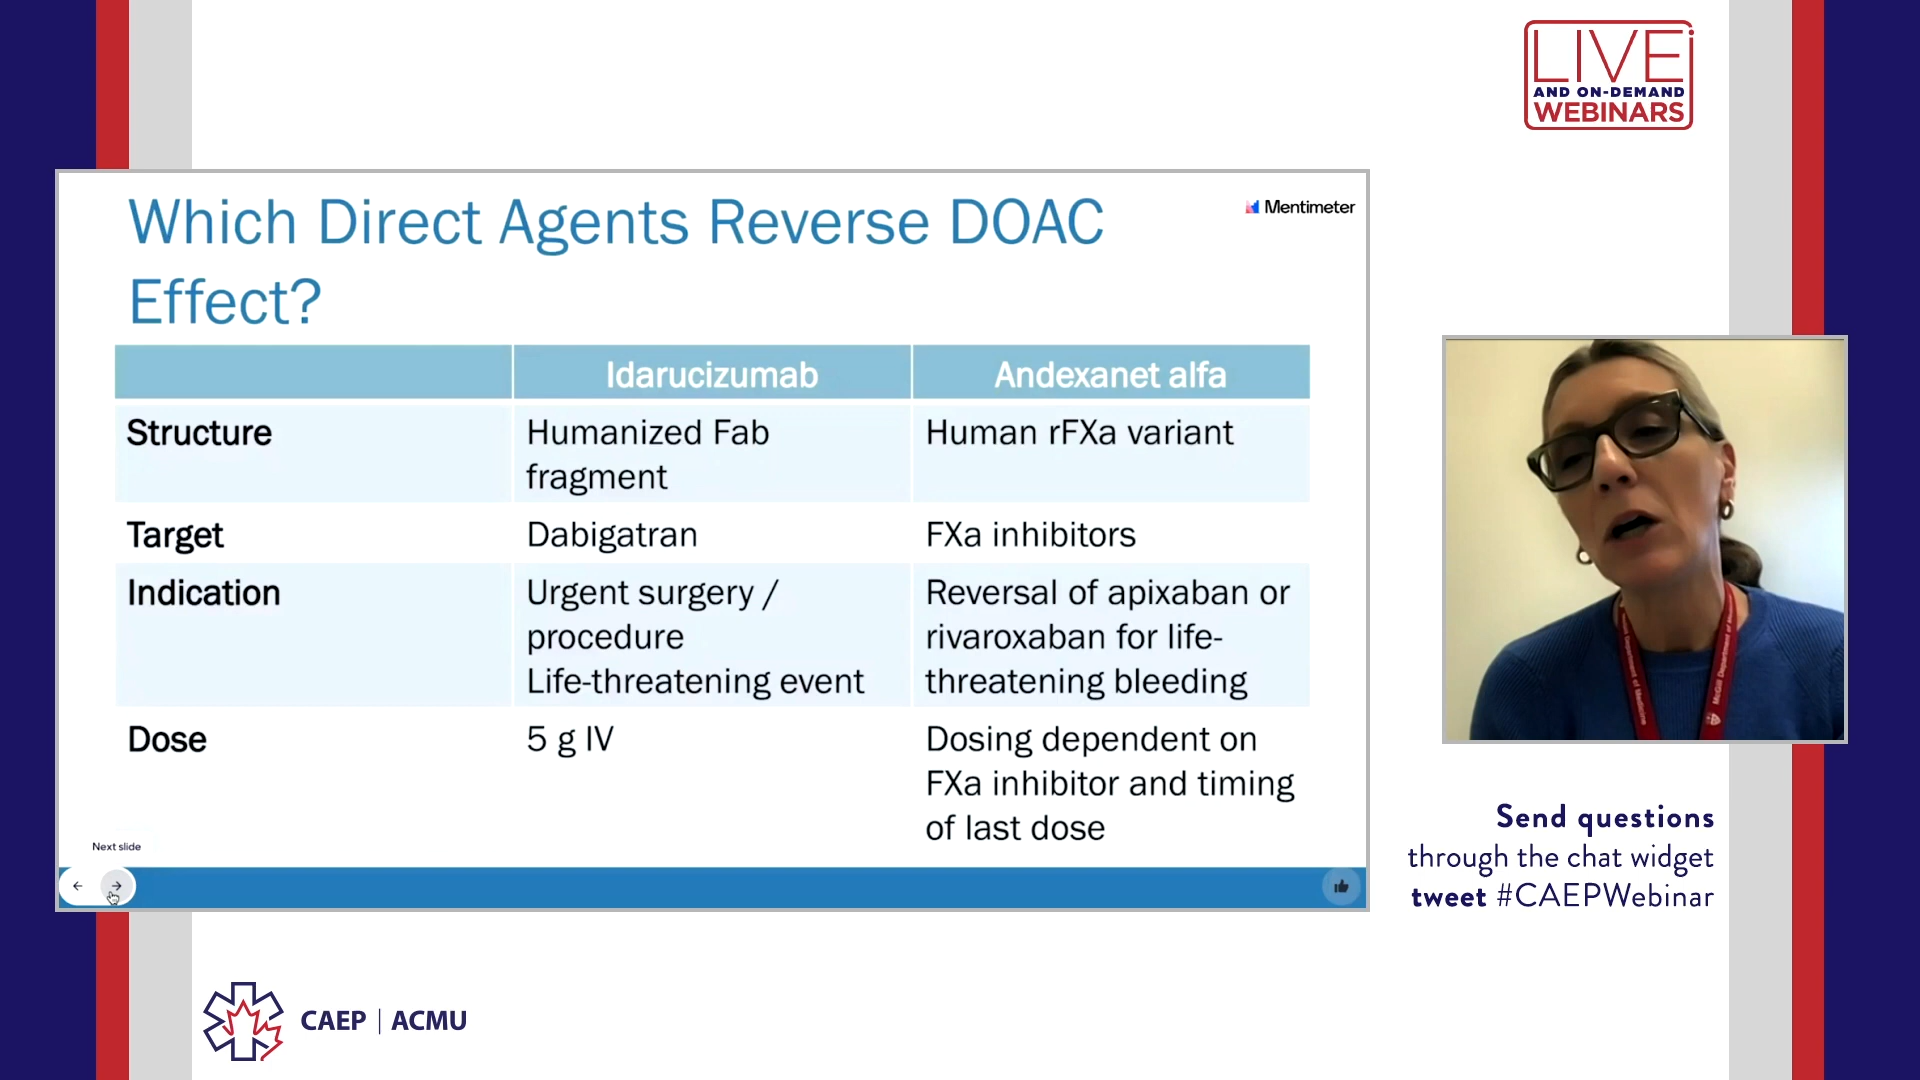 LIVE
AND ON-DEMAND
WEBINARS
Which Direct Agents Reverse DOAC
Effect?
Mentimeter
Idarucizumab
Andexanet alfa
Structure
Humanized Fab
fragment
Human rFXa variant
Target
Dabigatran
FXa inhibitors
Indication
Urgent surgery /
procedure
Life-threatening event
Reversal of apixaban or
rivaroxaban for life-
threatening bleeding
Dose
5 g IV
Dosing dependent on
FXa inhibitor and timing
of last dose
Next slide
Send questions
through the chat widget
tweet #CAEPWebinar
CAEP | ACMU